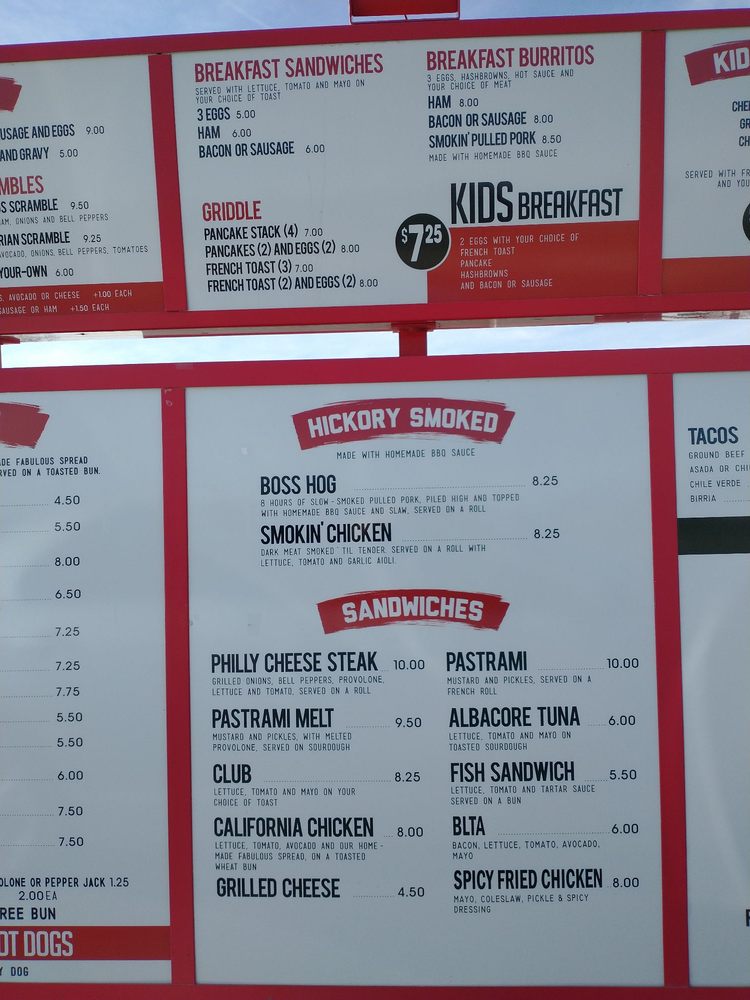 USAGE AND EGGS 9.00
AND GRAVY 5.00
MBLES
S SCRAMBLE 9.50
AM, ONIONS AND BELL PEPPERS
RIAN SCRAMBLE 9.25
AVOCADO, ONIONS, BELL PEPPERS, TOMATOES
YOUR-OWN 6.00
S, AVOCADO OR CHEESE +1.00 EACH
SAUSAGE OR HAM +1.50 EACH
BREAKFAST SANDWICHES
SERVED WITH LETTUCE, TOMATO AND MAYO ON
YOUR CHOICE OF TOAST
3 EGGS 5.00
HAM 6.00
BACON OR SAUSAGE 6.00
GRIDDLE
PANCAKE STACK (4) 7.00
PANCAKES (2) AND EGGS (2) 8.00
FRENCH TOAST (3) 7.00
FRENCH TOAST (2) AND EGGS (2) 8.00
BREAKFAST BURRITOS
3 EGGS, HASHBROWNS, HOT SAUCE AND
YOUR CHOICE OF MEAT
HAM 8.00
BACON OR SAUSAGE 8.00
SMOKIN' PULLED PORK 8.50
MADE WITH HOMEMADE BBQ SAUCE
KIDS BREAKFAST
$7.25
2 EGGS WITH YOUR CHOICE OF
FRENCH TOAST
PANCAKE
HASHBROWNS
AND BACON OR SAUSAGE
KID
CHE
GR
CH
SERVED WITH FR
AND YOU
ADE FABULOUS SPREAD
RVED ON A TOASTED BUN.
4.50
5.50
8.00
6.50
7.25
7.25
7.75
5.50
5.50
6.00
7.50
7.50
OLONE OR PEPPER JACK 1.25
2.00EA
REE BUN
OT DOGS
Y DOG
HICKORY SMOKED
MADE WITH HOMEMADE BBQ SAUCE
BOSS HOG 8.25
8 HOURS OF SLOW-SMOKED PULLED PORK, PILED HIGH AND TOPPED
WITH HOMEMADE BBQ SAUCE AND SLAW, SERVED ON A ROLL
SMOKIN' CHICKEN 8.25
DARK MEAT SMOKED 'TIL TENDER. SERVED ON A ROLL WITH
LETTUCE, TOMATO AND GARLIC AIOLI.
SANDWICHES
PHILLY CHEESE STEAK 10.00
GRILLED ONIONS, BELL PEPPERS, PROVOLONE,
LETTUCE AND TOMATO, SERVED ON A ROLL
PASTRAMI MELT 9.50
MUSTARD AND PICKLES, WITH MELTED
PROVOLONE, SERVED ON SOURDOUGH
CLUB 8.25
LETTUCE, TOMATO AND MAYO ON YOUR
CHOICE OF TOAST
CALIFORNIA CHICKEN 8.00
LETTUCE, TOMATO, AVOCADO AND OUR HOME-
MADE FABULOUS SPREAD, ON A TOASTED
WHEAT BUN
GRILLED CHEESE 4.50
PASTRAMI 10.00
MUSTARD AND PICKLES, SERVED ON A
FRENCH ROLL
ALBACORE TUNA 6.00
LETTUCE, TOMATO AND MAYO ON
TOASTED SOURDOUGH
FISH SANDWICH 5.50
LETTUCE, TOMATO AND TARTAR SAUCE
SERVED ON A BUN
BLTA 6.00
BACON, LETTUCE, TOMATO, AVOCADO,
MAYO
SPICY FRIED CHICKEN 8.00
MAYO, COLESLAW, PICKLE & SPICY
DRESSING
TACOS
GROUND BEEF
ASADA OR CHI
CHILE VERDE
BIRRIA